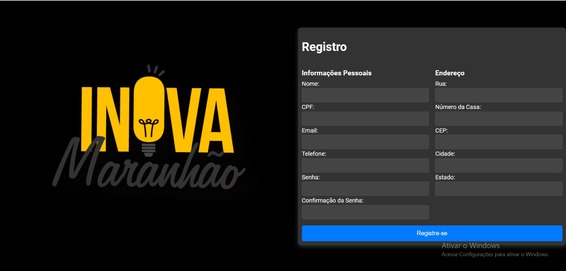 INOVA
Maranhão
Registro
Informações Pessoais
Nome:
CPF:
Email:
Telefone:
Senha:
Confirmação da Senha:
Endereço
Rua:
Número da Casa:
CEP:
Cidade:
Estado:
Registre-se
Ativar o Windows
Acesse Configurações para ativar o Windows.